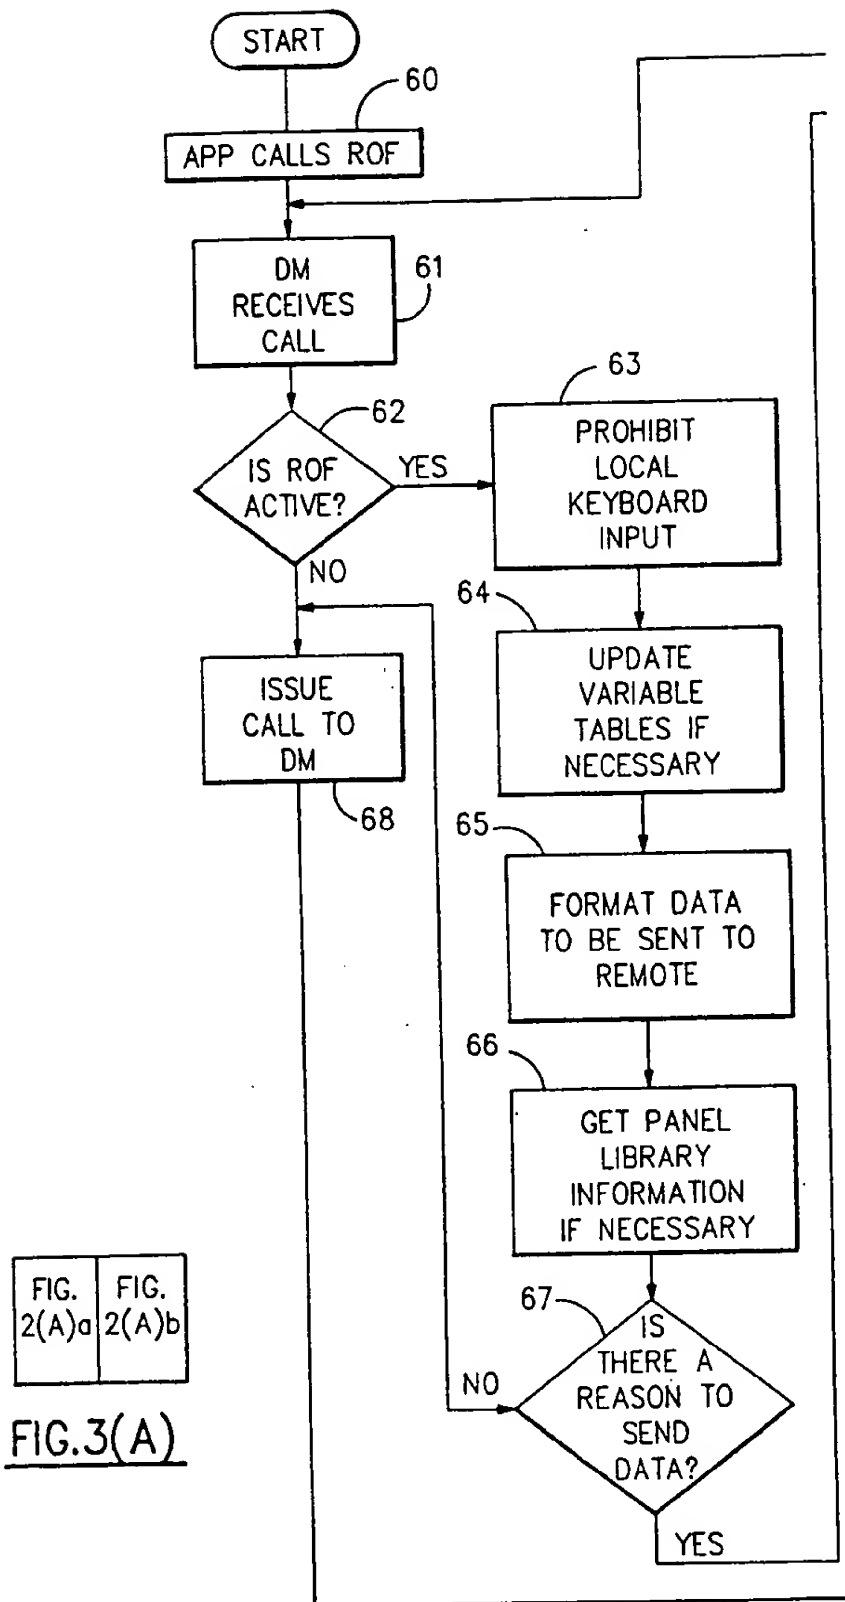 START
60
APP CALLS ROF
DM
RECEIVES
CALL
61
62
IS ROF
ACTIVE?
YES
NO
63
PROHIBIT
LOCAL
KEYBOARD
INPUT
64
UPDATE
VARIABLE
TABLES IF
NECESSARY
ISSUE
CALL TO
DM
68
65
FORMAT DATA
TO BE SENT TO
REMOTE
66
GET PANEL
LIBRARY
INFORMATION
IF NECESSARY
67
IS
THERE A
REASON TO
SEND
DATA?
NO
YES
FIG.
2(A)a
FIG.
2(A)b
FIG.3(A)